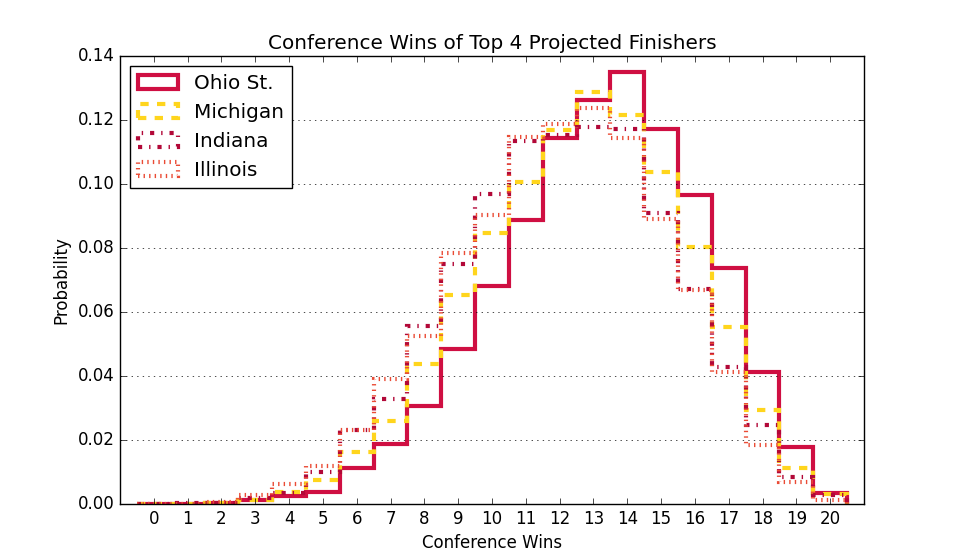 Conference Wins of Top 4 Projected Finishers
Ohio St.
Michigan
Indiana
Illinois
Probability
0.14
0.12
0.10
0.08
0.06
0.04
0.02
0.00
0 1 2 3 4 5 6 7 8 9 10 11 12 13 14 15 16 17 18 19 20
Conference Wins